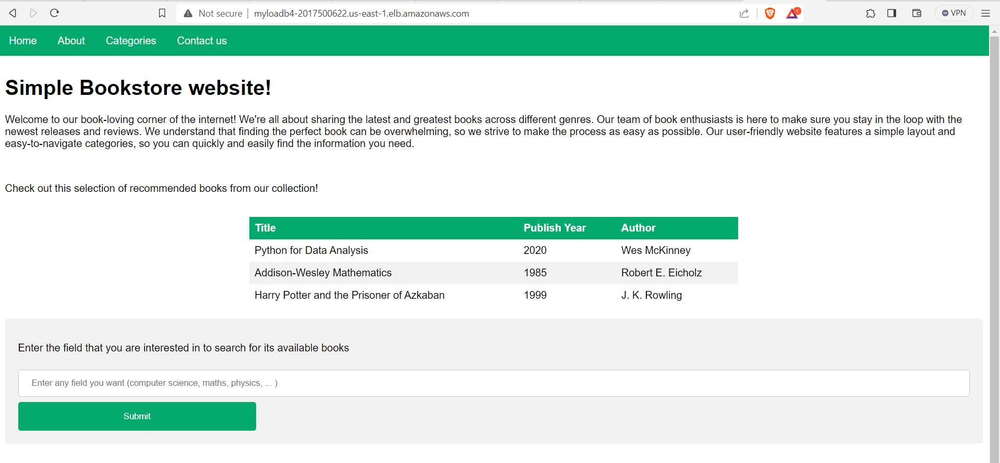 Not secure | myloadb4-2017500622.us-east-1.elb.amazonaws.com 1 VPN
Home About Categories Contact us
Simple Bookstore website!
Welcome to our book-loving corner of the internet! We're all about sharing the latest and greatest books across different genres. Our team of book enthusiasts is here to make sure you stay in the loop with the
newest releases and reviews. We understand that finding the perfect book can be overwhelming, so we strive to make the process as easy as possible. Our user-friendly website features a simple layout and
easy-to-navigate categories, so you can quickly and easily find the information you need.
Check out this selection of recommended books from our collection!
Title Publish Year Author
Python for Data Analysis 2020 Wes McKinney
Addison-Wesley Mathematics 1985 Robert E. Eicholz
Harry Potter and the Prisoner of Azkaban 1999 J. K. Rowling
Enter the field that you are interested in to search for its available books
Enter any field you want (computer science, maths, physics, ... )
Submit